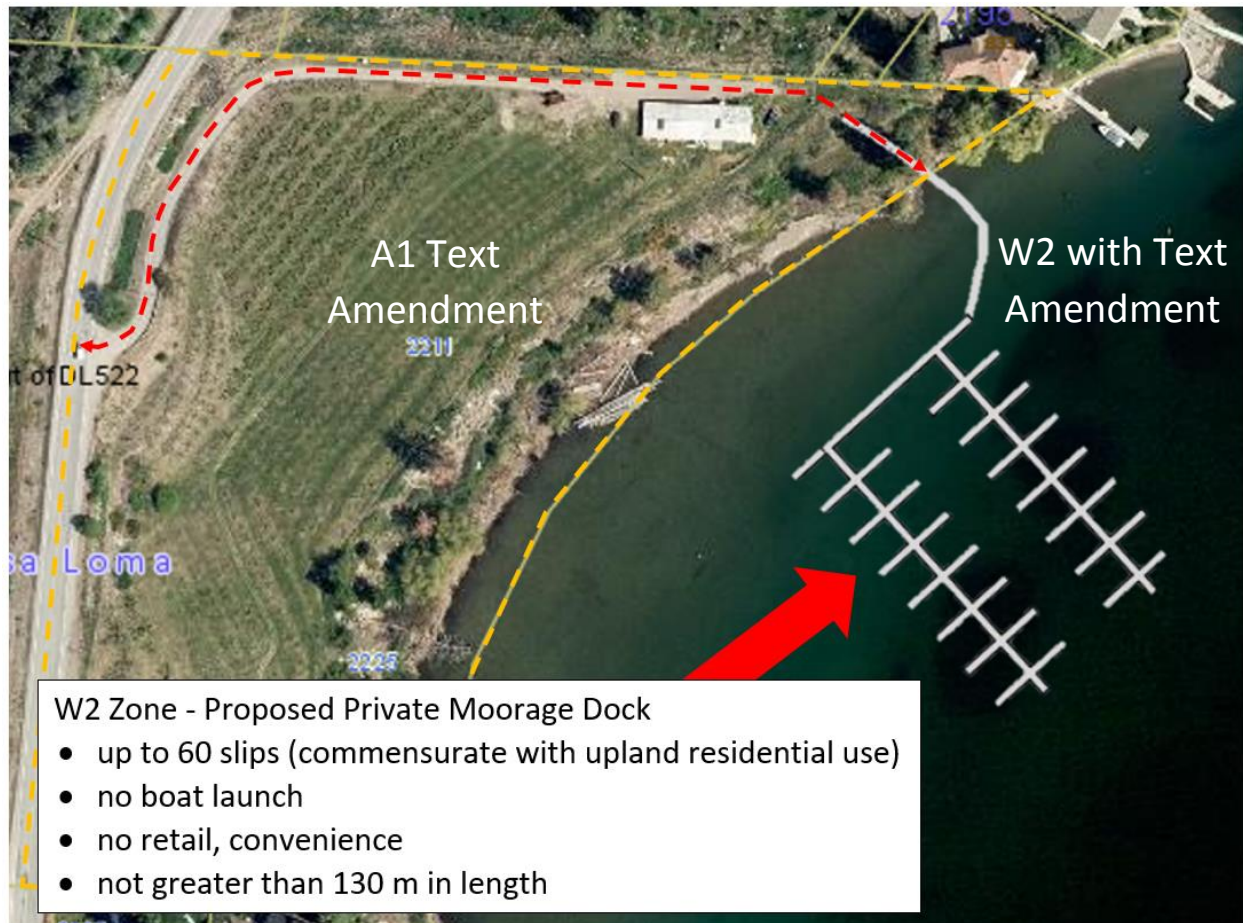 2195
A1 Text
Amendment
W2 with Text
Amendment
2211
t of DL522
sa Loma
2225
W2 Zone - Proposed Private Moorage Dock
• up to 60 slips (commensurate with upland residential use)
• no boat launch
• no retail, convenience
• not greater than 130 m in length